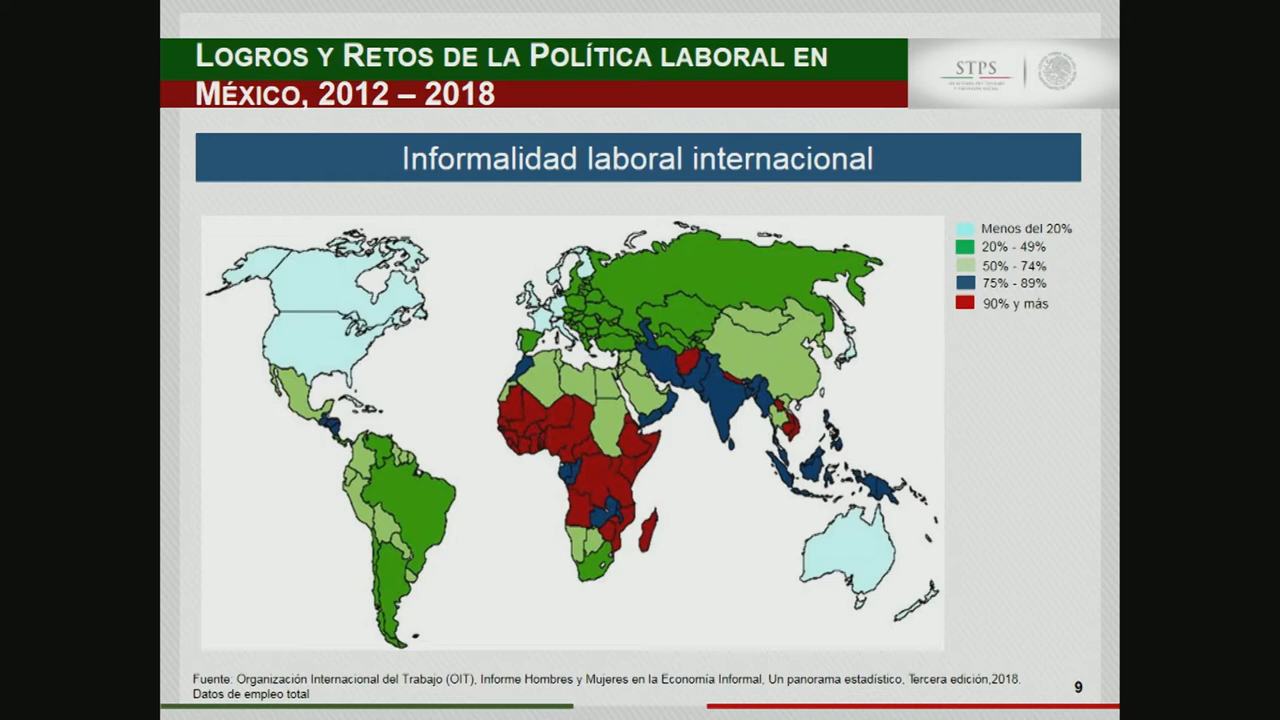 LOGROS Y RETOS DE LA POLÍTICA LABORAL EN
MÉXICO, 2012 – 2018
STPS
Informalidad laboral internacional
Menos del 20%
20% - 49%
50% - 74%
75% - 89%
90% y más
Fuente: Organización Internacional del Trabajo (OIT), Informe Hombres y Mujeres en la Economía Informal, Un panorama estadístico, Tercera edición,2018.
Datos de empleo total
9